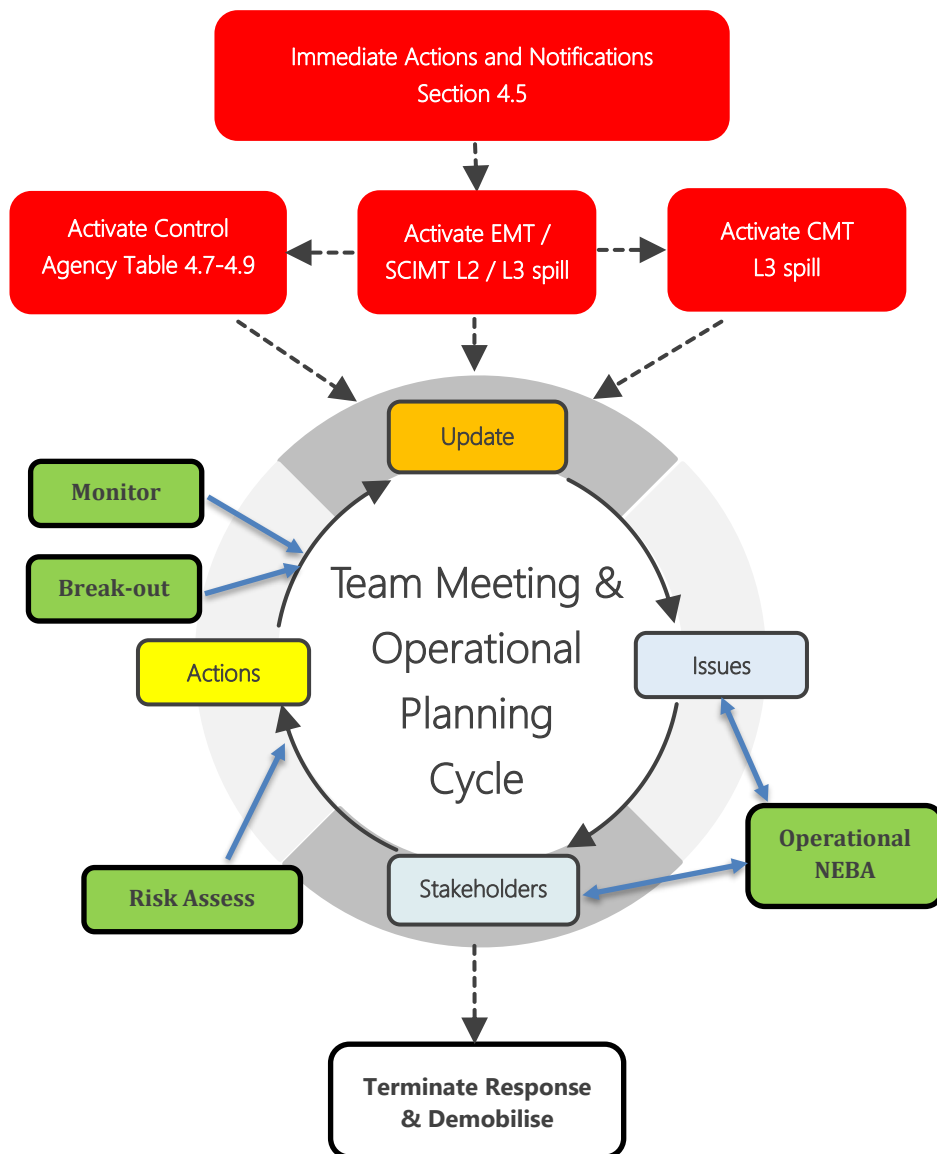 Immediate Actions and Notifications
Section 4.5
Activate Control
Agency Table 4.7-4.9
Activate EMT /
SCIMT L2 / L3 spill
Activate CMT
L3 spill
Update
Monitor
Break-out
Team Meeting &
Operational
Planning
Cycle
Actions
Issues
Operational
NEBA
Risk Assess
Stakeholders
Terminate Response
& Demobilise